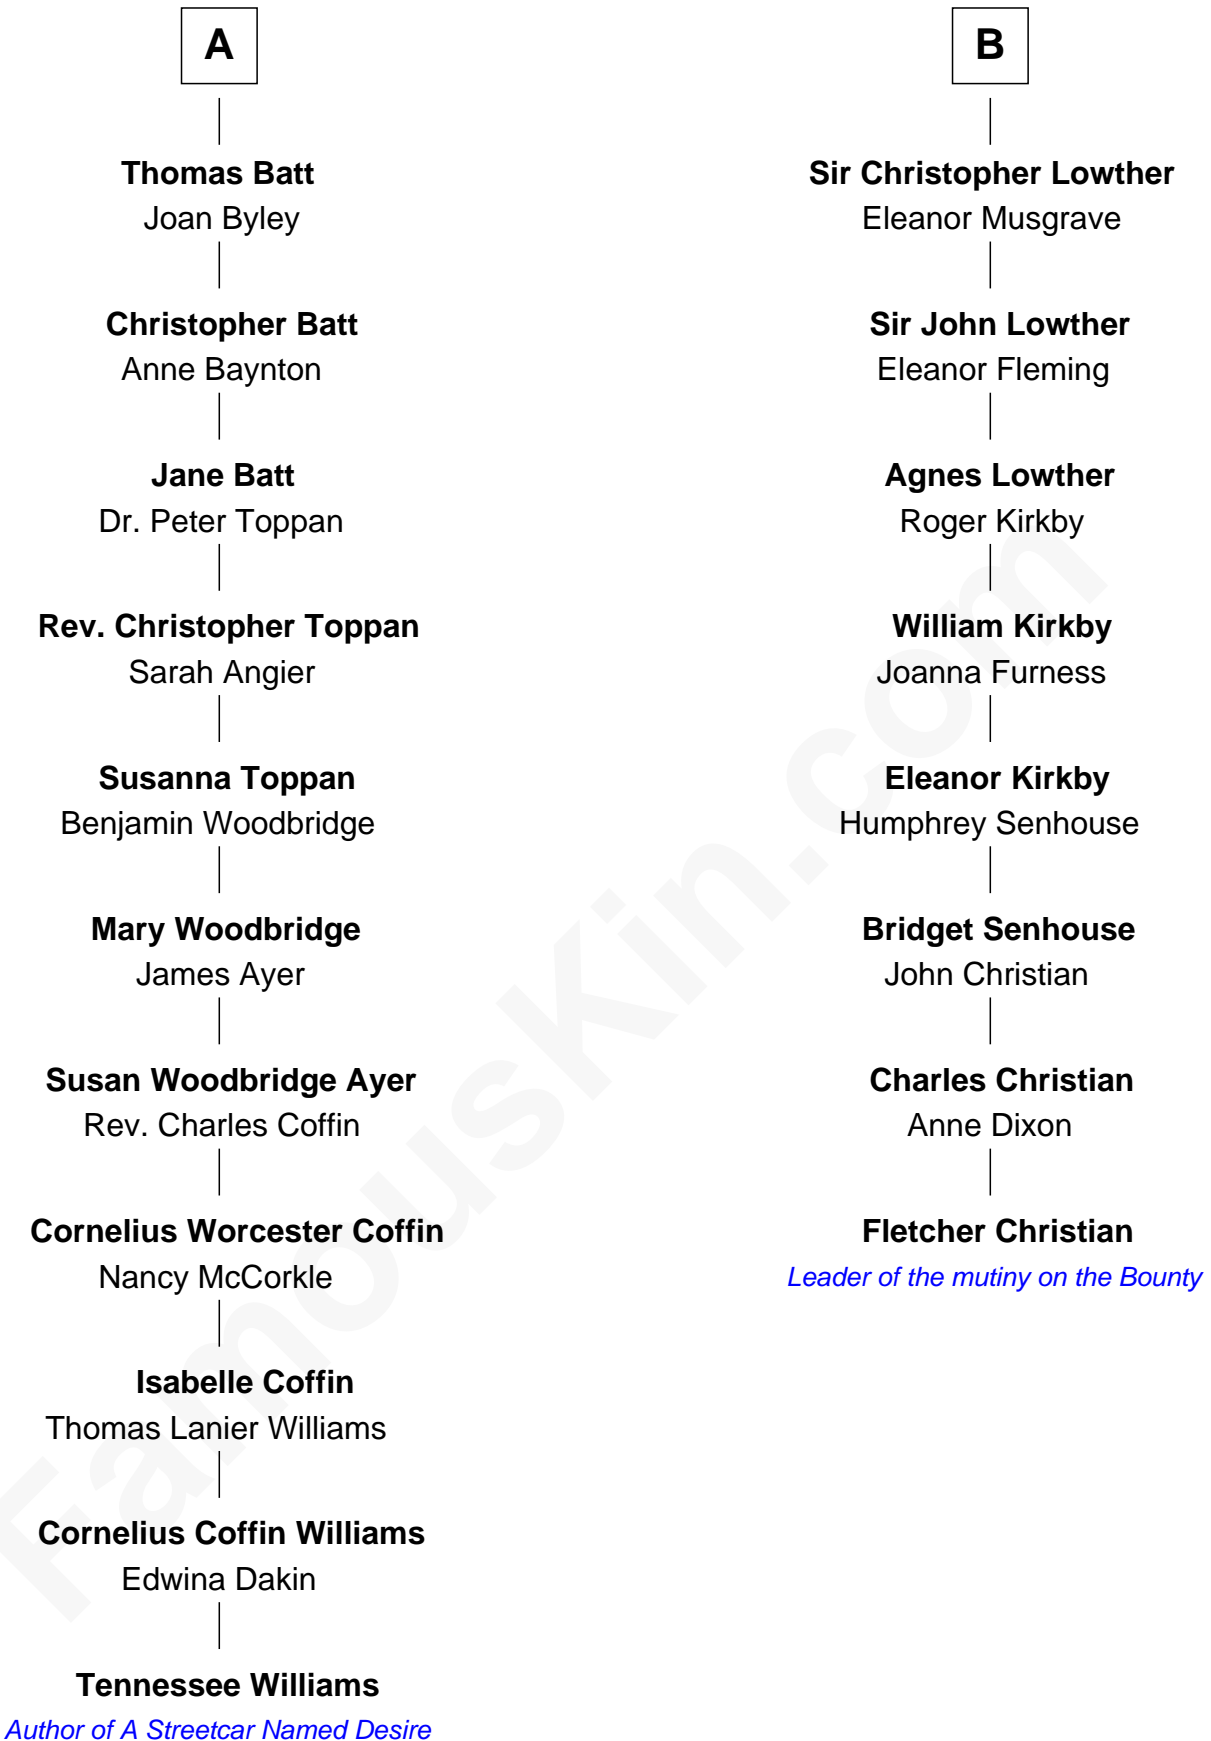 A
Thomas Batt
Joan Byley
Christopher Batt
Anne Baynton
Jane Batt
Dr. Peter Toppan
Rev. Christopher Toppan
Sarah Angier
Susanna Toppan
Benjamin Woodbridge
Mary Woodbridge
James Ayer
Susan Woodbridge Ayer
Rev. Charles Coffin
Cornelius Worcester Coffin
Nancy McCorkle
Isabelle Coffin
Thomas Lanier Williams
Cornelius Coffin Williams
Edwina Dakin
Tennessee Williams
Author of A Streetcar Named Desire
B
Sir Christopher Lowther
Eleanor Musgrave
Sir John Lowther
Eleanor Fleming
Agnes Lowther
Roger Kirkby
William Kirkby
Joanna Furness
Eleanor Kirkby
Humphrey Senhouse
Bridget Senhouse
John Christian
Charles Christian
Anne Dixon
Fletcher Christian
Leader of the mutiny on the Bounty
FamousKin.com